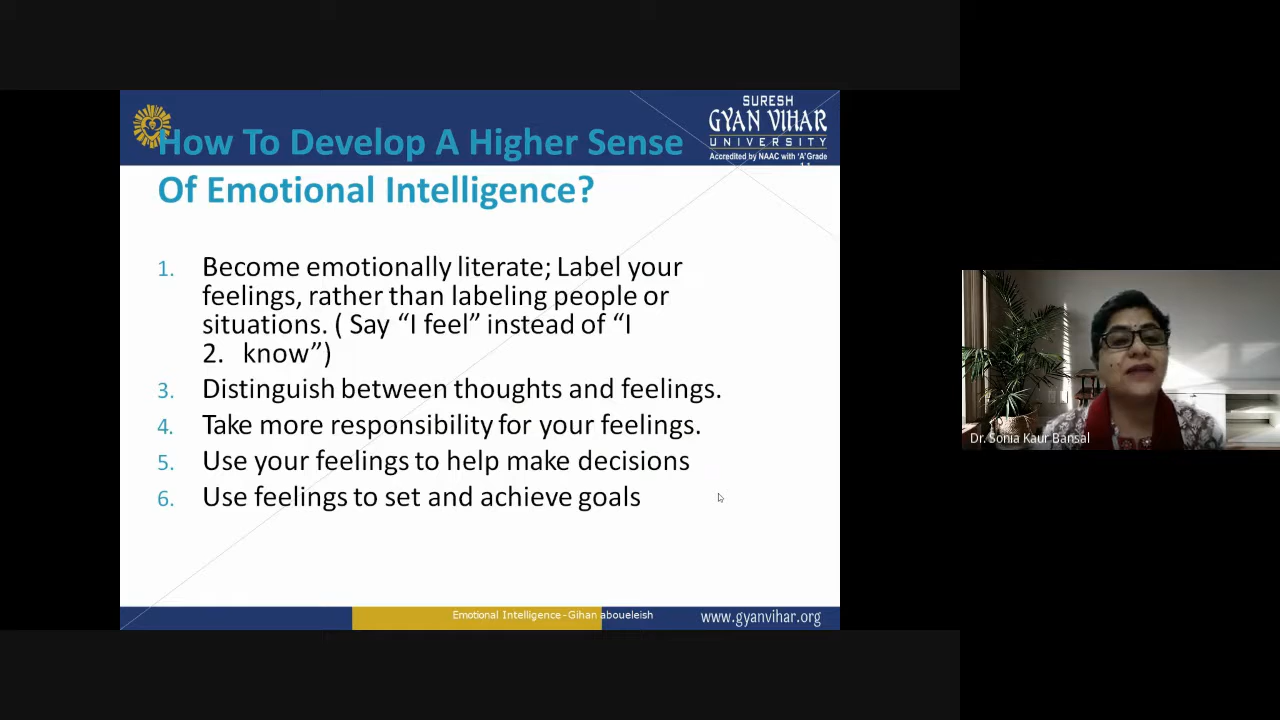 SURESH
GYAN VIHAR
UNIVERSITY
Accredited by NAAC with 'A' Grade
How To Develop A Higher Sense
Of Emotional Intelligence?
1. Become emotionally literate; Label your
feelings, rather than labeling people or
situations. ( Say “I feel” instead of “I
2. know”)
3. Distinguish between thoughts and feelings.
4. Take more responsibility for your feelings.
5. Use your feelings to help make decisions
6. Use feelings to set and achieve goals
Dr. Sonia Kaur Bansal
Emotional Intelligence - Gihan aboueleish
www.gyanvihar.org